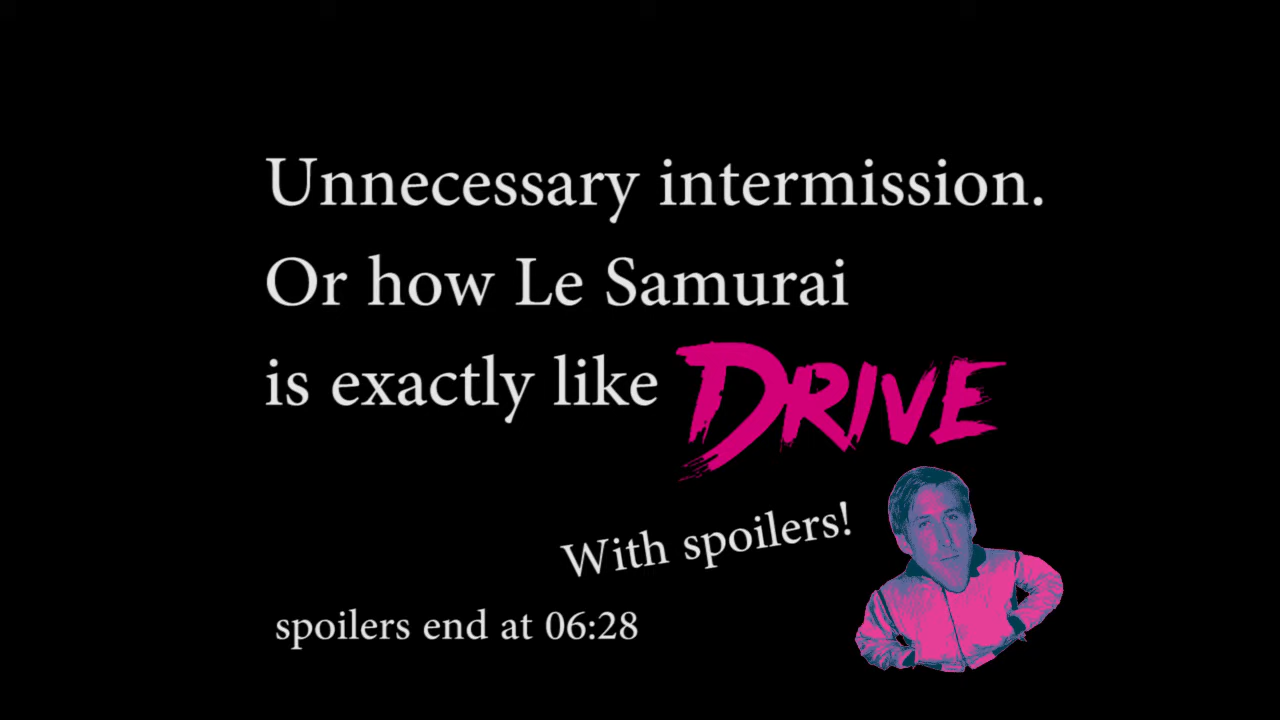 Unnecessary intermission.
Or how Le Samurai
is exactly like DRIVE
With spoilers!
spoilers end at 06:28